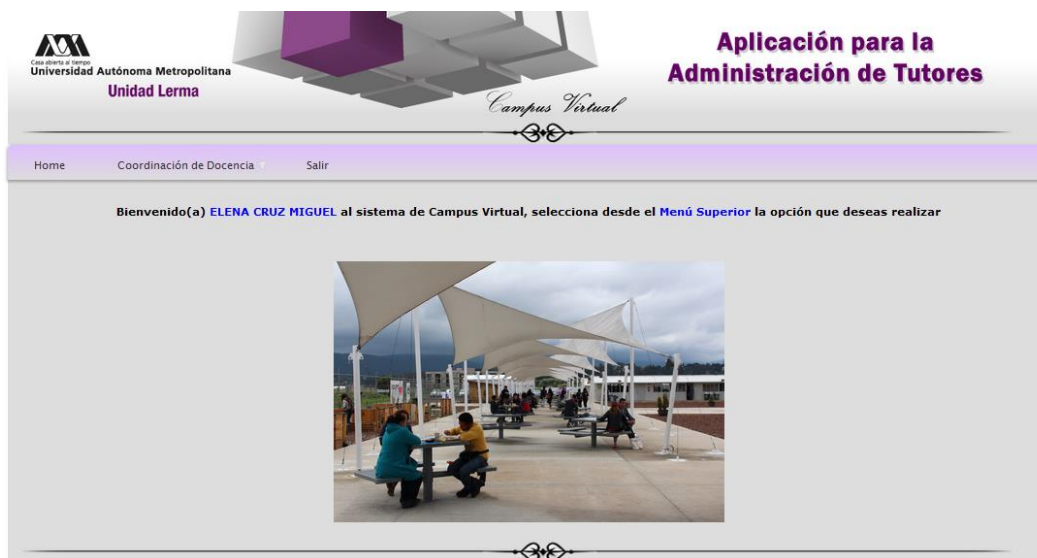 Casa abierta al tiempo
Universidad Autónoma Metropolitana
Unidad Lerma
Campus Virtual
Aplicación para la
Administración de Tutores
Home Coordinación de Docencia Salir
Bienvenido(a) ELENA CRUZ MIGUEL al sistema de Campus Virtual, selecciona desde el Menú Superior la opción que deseas realizar